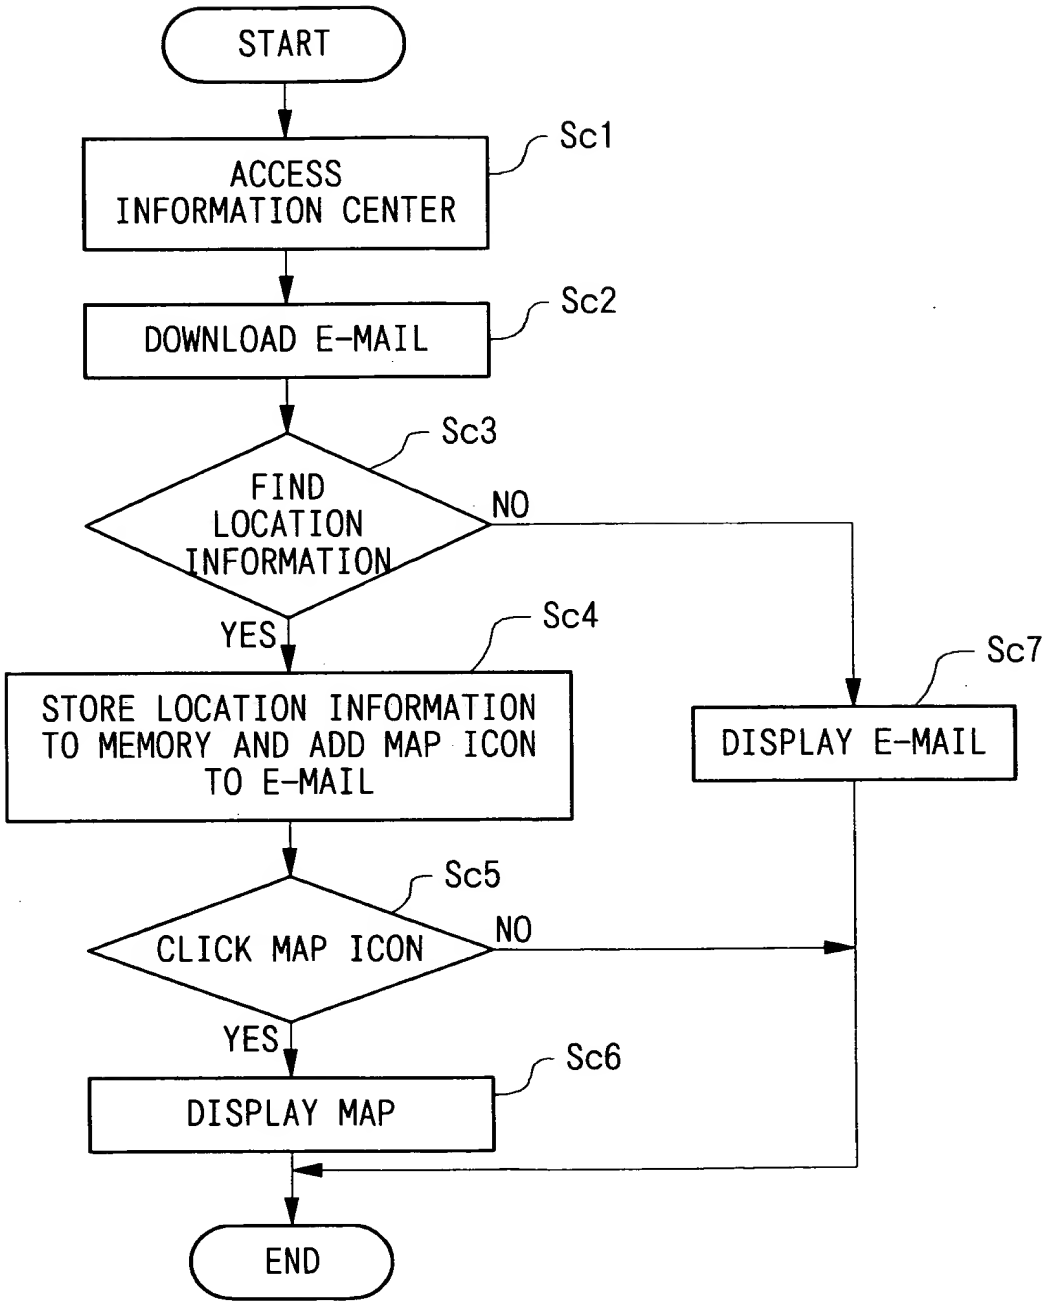 START
Sc1
ACCESS
INFORMATION CENTER
Sc2
DOWNLOAD E-MAIL
Sc3
FIND
LOCATION
INFORMATION
NO
YES
Sc4
STORE LOCATION INFORMATION
TO MEMORY AND ADD MAP ICON
TO E-MAIL
Sc7
DISPLAY E-MAIL
Sc5
CLICK MAP ICON
NO
YES
Sc6
DISPLAY MAP
END